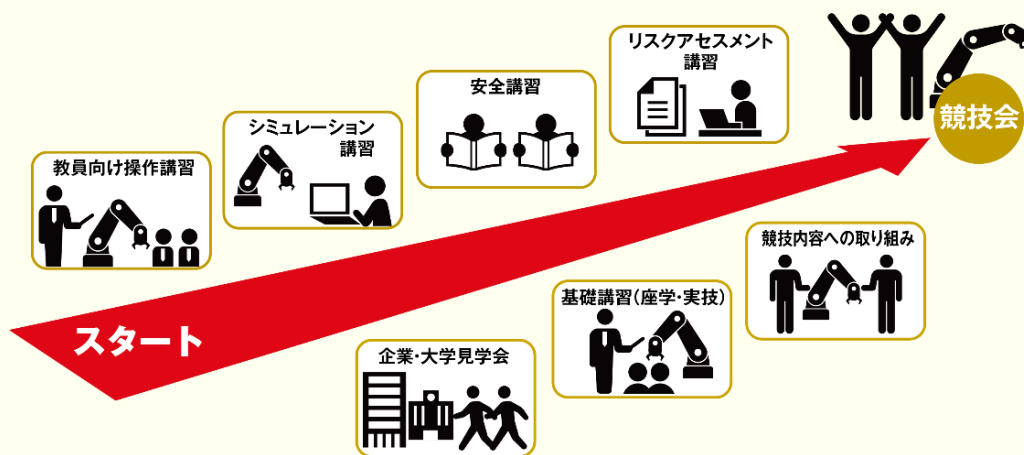 スタート
教員向け操作講習
シミュレーション
講習
安全講習
リスクアセスメント
講習
企業・大学見学会
基礎講習(座学・実技)
競技内容への取り組み
競技会